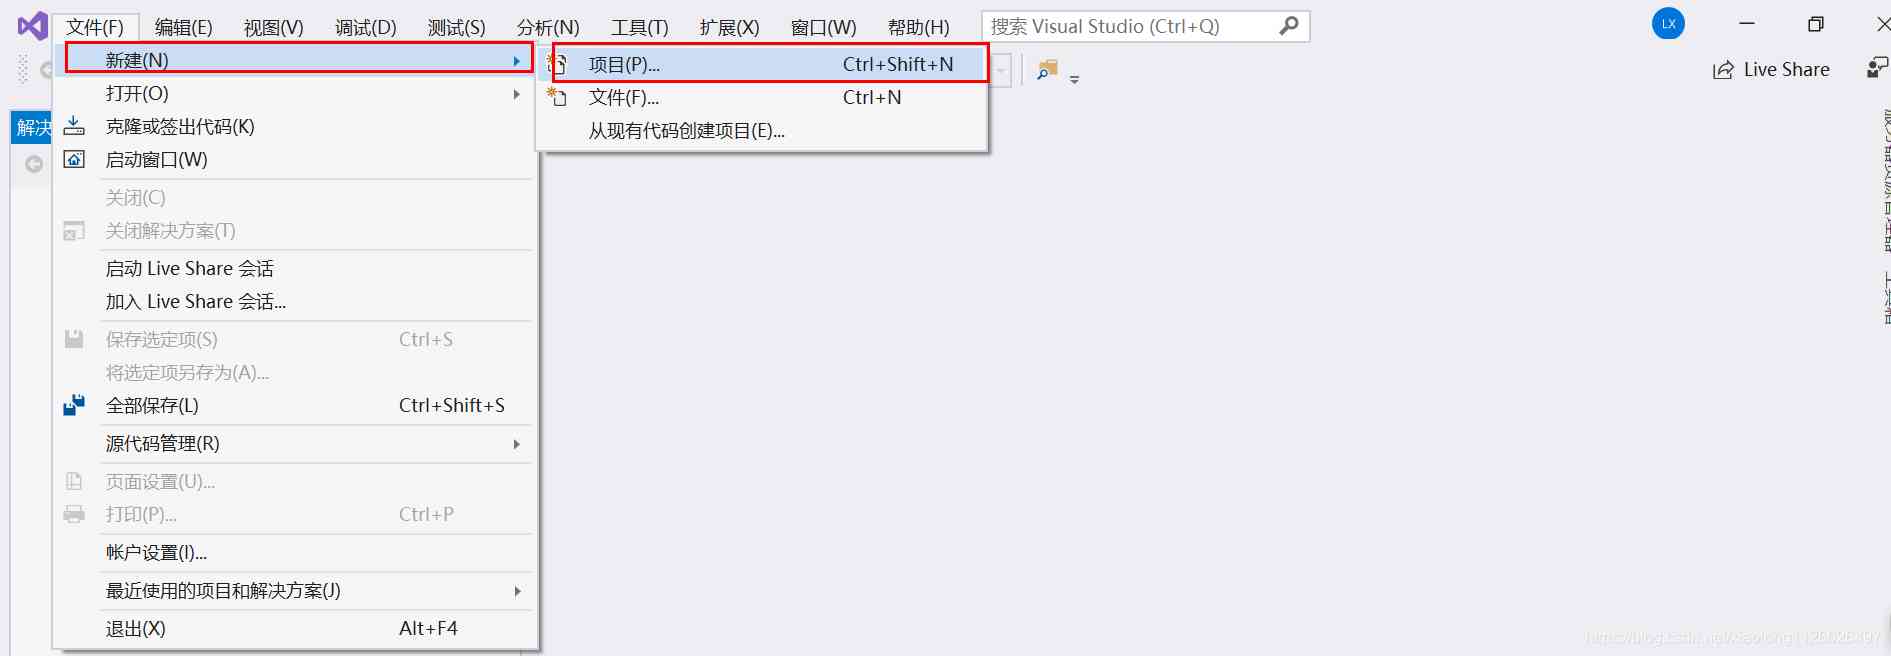 文件(F) 编辑(E) 视图(V) 调试(D) 测试(S) 分析(N) 工具(T) 扩展(X) 窗口(W) 帮助(H) 搜索 Visual Studio (Ctrl+Q) LX
新建(N)
项目(P)... Ctrl+Shift+N
Live Share
打开(O)
文件(F)... Ctrl+N
解决
克隆或签出代码(K)
从现有代码创建项目(E)...
启动窗口(W)
关闭(C)
关闭解决方案(T)
启动 Live Share 会话
加入 Live Share 会话...
保存选定项(S) Ctrl+S
将选定项另存为(A)...
全部保存(L) Ctrl+Shift+S
源代码管理(R)
页面设置(U)...
打印(P)... Ctrl+P
帐户设置(I)...
最近使用的项目和解决方案(J)
退出(X) Alt+F4